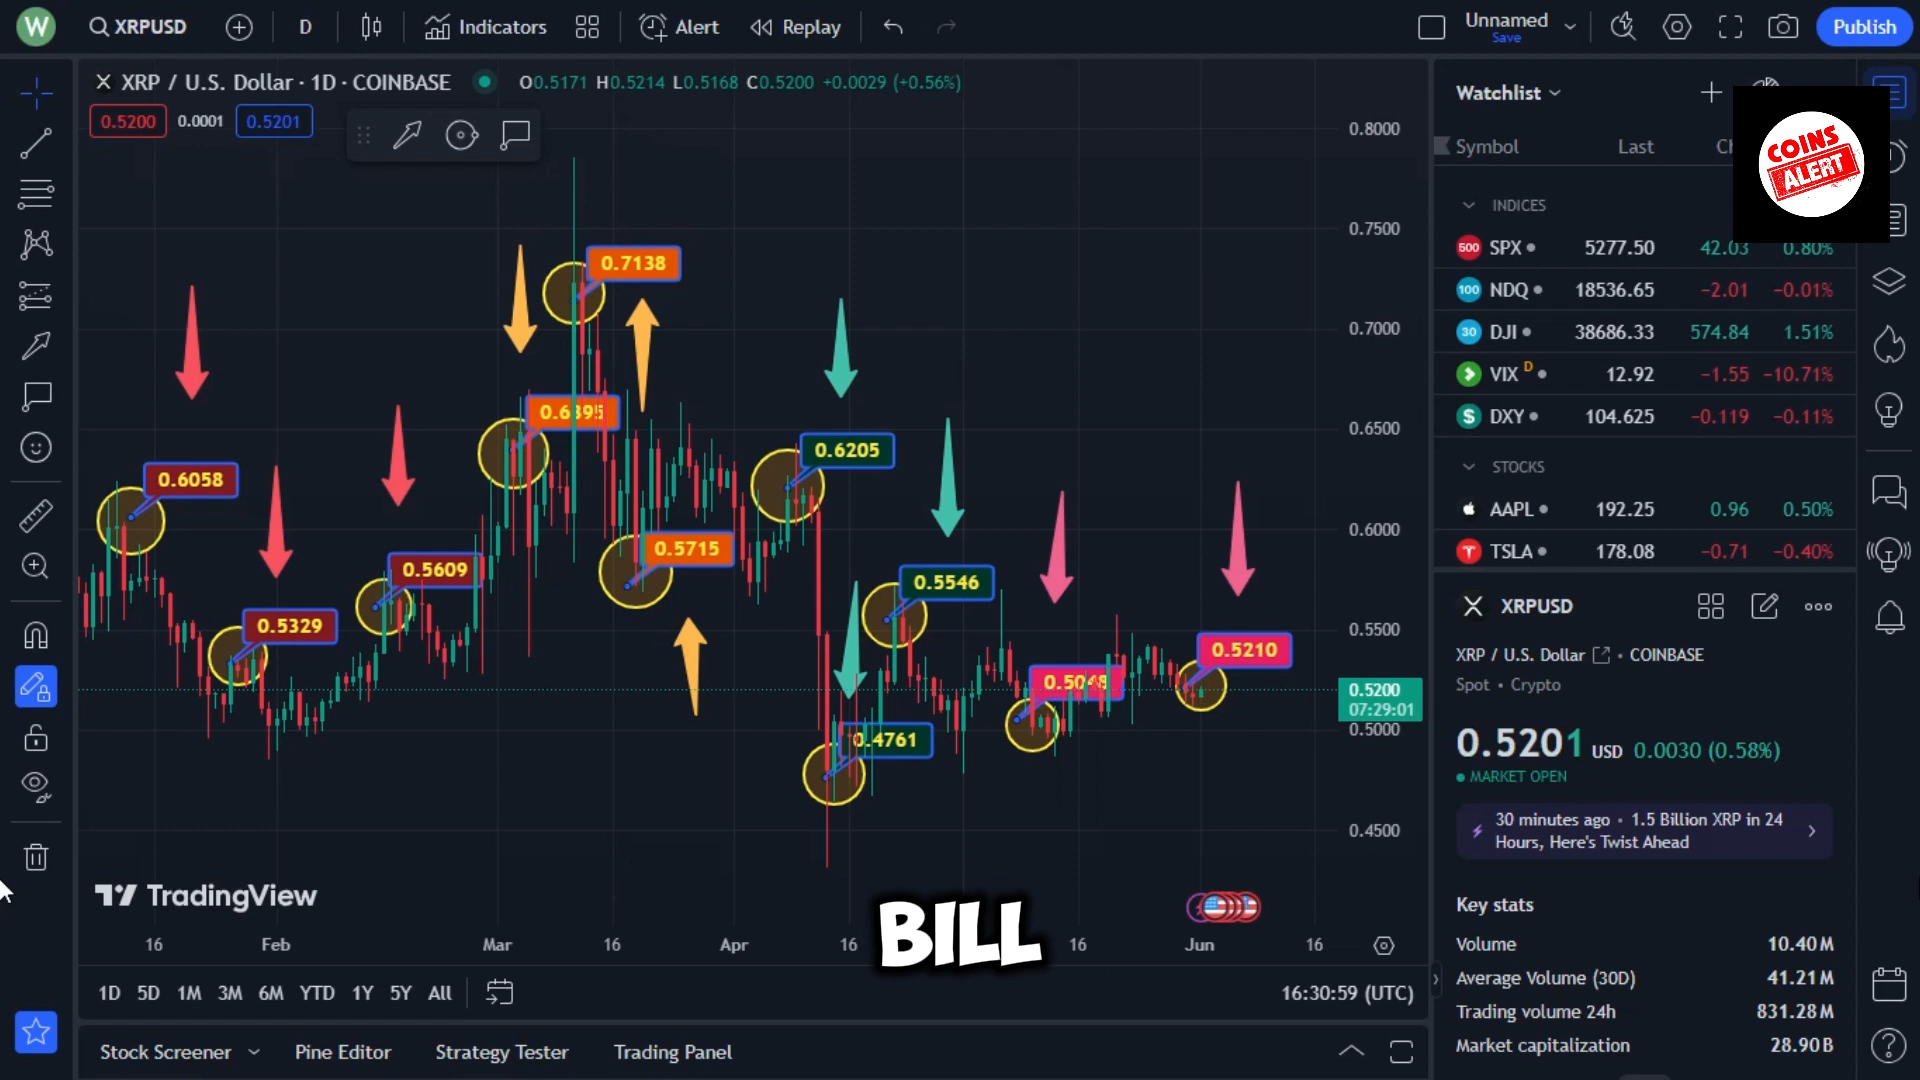 W
XRPUSD
D
Indicators
Alert
Replay
Unnamed
Save
Publish
XRP / U.S. Dollar · 1D · COINBASE
O0.5171 H0.5214 L0.5168 C0.5200 +0.0029 (+0.56%)
0.5200
0.0001
0.5201
0.8000
0.7500
0.7000
0.6500
0.6000
0.5500
0.5200
07:29:01
0.5000
0.4500
0.7138
0.6395
0.6058
0.6205
0.5715
0.5609
0.5546
0.5329
0.5210
0.5048
0.4761
TradingView
BILL
16
Feb
Mar
16
Apr
16
16
Jun
16
1D
5D
1M
3M
6M
YTD
1Y
5Y
All
16:30:59 (UTC)
Stock Screener
Pine Editor
Strategy Tester
Trading Panel
Watchlist
COINS
ALERT
Symbol
Last
INDICES
500 SPX 5277.50 42.03 0.80%
100 NDQ 18536.65 −2.01 −0.01%
30 DJI 38686.33 574.84 1.51%
VIX D 12.92 −1.55 −10.71%
$ DXY 104.625 −0.119 −0.11%
STOCKS
AAPL 192.25 0.96 0.50%
TSLA 178.08 −0.71 −0.40%
XRPUSD
XRP / U.S. Dollar · COINBASE
Spot · Crypto
0.5201 USD 0.0030 (0.58%)
MARKET OPEN
30 minutes ago · 1.5 Billion XRP in 24
Hours, Here's Twist Ahead
Key stats
Volume 10.40M
Average Volume (30D) 41.21M
Trading volume 24h 831.28M
Market capitalization 28.90B